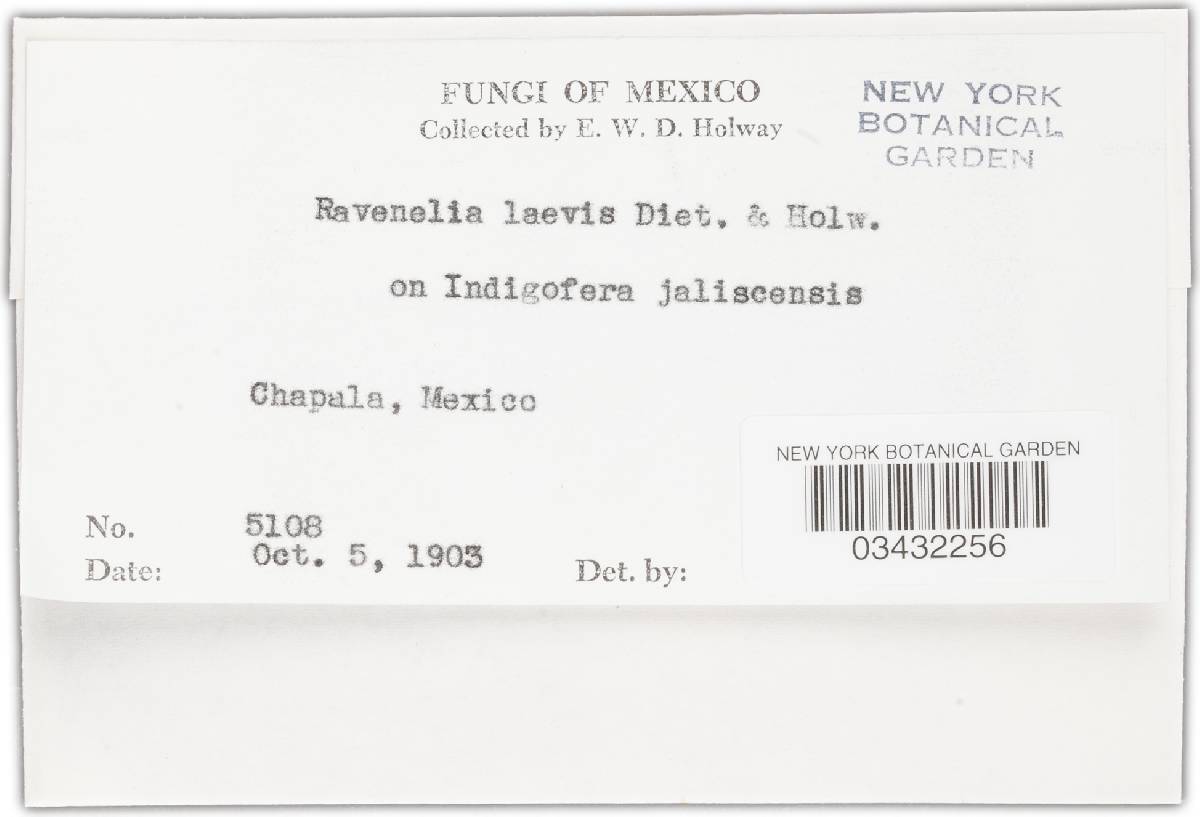 FUNGI OF MEXICO
Collected by E. W. D. Holway
NEW YORK
BOTANICAL
GARDEN
Ravenelia laevis Diet. & Holw.
on Indigofera jaliscensis
Chapala, Mexico
NEW YORK BOTANICAL GARDEN
03432256
No. 5108
Date: Oct. 5, 1903
Det. by: